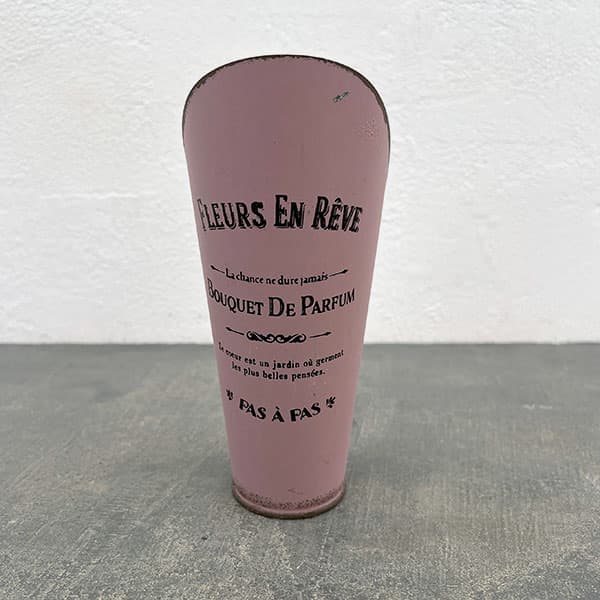 FLEURS EN RÊVE
La chance ne dure jamais
BOUQUET DE PARFUM
Le coeur est un jardin où germent
les plus belles pensées.
PAS À PAS